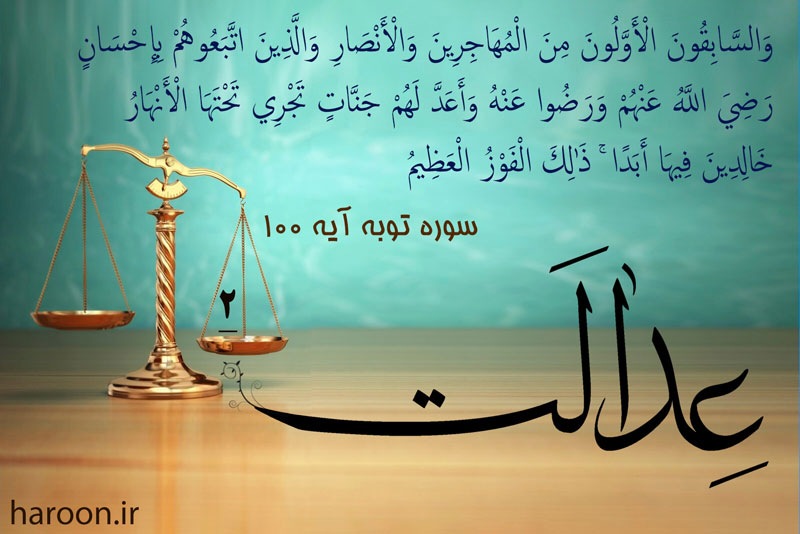 وَالسَّابِقُونَ الْأَوَّلُونَ مِنَ الْمُهَاجِرِينَ وَالْأَنْصَارِ وَالَّذِينَ اتَّبَعُوهُمْ بِإِحْسَانٍ
رَضِيَ اللَّهُ عَنْهُمْ وَرَضُوا عَنْهُ وَأَعَدَّ لَهُمْ جَنَّاتٍ تَجْرِي تَحْتَهَا الْأَنْهَارُ
خَالِدِينَ فِيهَا أَبَدًا ۚ ذَٰلِكَ الْفَوْزُ الْعَظِيمُ
سوره توبه آیه ۱۰۰
۲
عِدالَت
haroon.ir